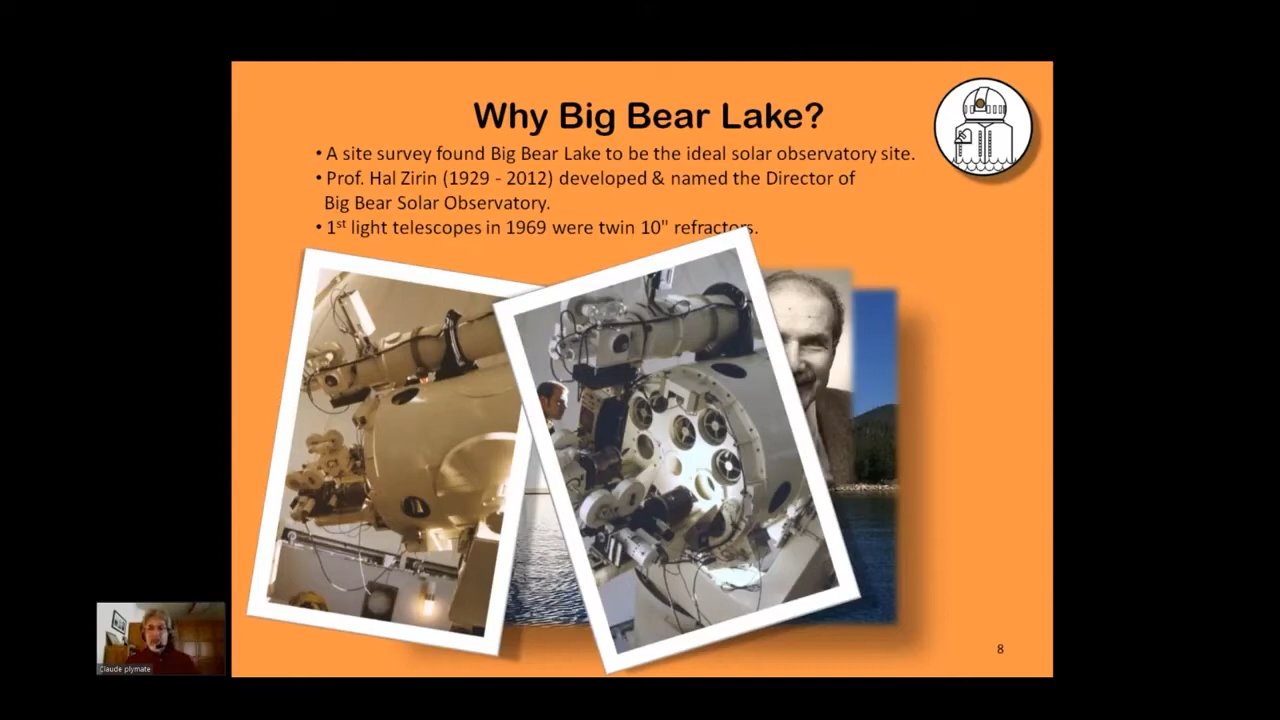 Why Big Bear Lake?
• A site survey found Big Bear Lake to be the ideal solar observatory site.
• Prof. Hal Zirin (1929 - 2012) developed & named the Director of
Big Bear Solar Observatory.
• 1st light telescopes in 1969 were twin 10" refractors.
8
Claude plymate